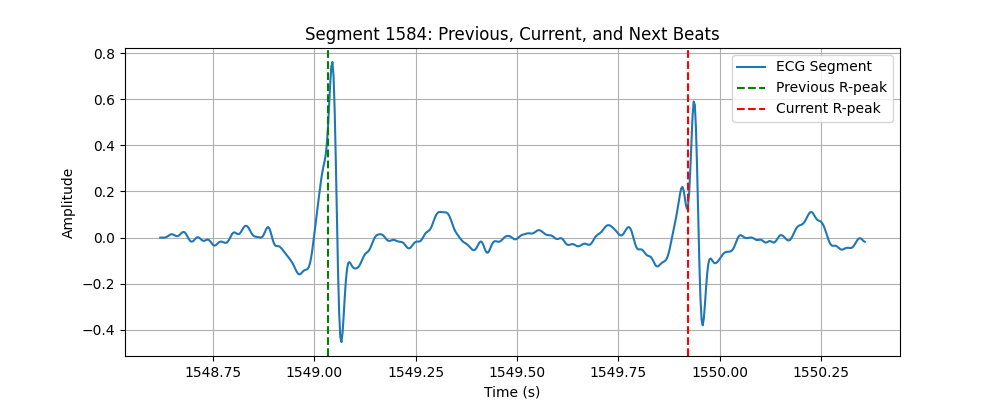 Segment 1584: Previous, Current, and Next Beats
ECG Segment
Previous R-peak
Current R-peak
0.8
0.6
0.4
0.2
0.0
−0.2
−0.4
Amplitude
1548.75
1549.00
1549.25
1549.50
1549.75
1550.00
1550.25
Time (s)